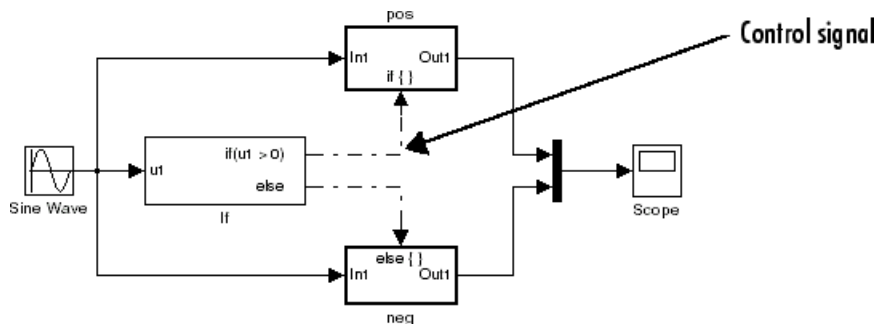 pos
Control signal
In1
Out1
if { }
if(u1 > 0)
u1
else
Sine Wave
If
Scope
else { }
In1
Out1
neg